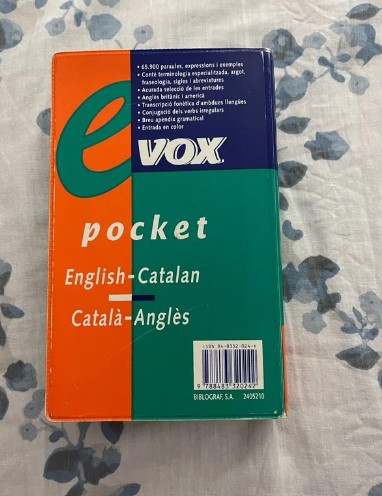 • 65.900 paraules, expressions i exemples
• Conté terminologia especialitzada, argot,
fraseologia, sigles i abreviatures
• Acurada selecció de les entrades
• Anglès britànic i americà
• Transcripció fonètica d'ambdues llengües
• Conjugació dels verbs irregulars
• Breu apèndix gramatical
• Entrada en color
e
VOX
pocket
English-Catalan
Català-Anglès
ISBN 84-8332-024-6
9 788483 320242
BIBLOGRAF, S.A. 2405210